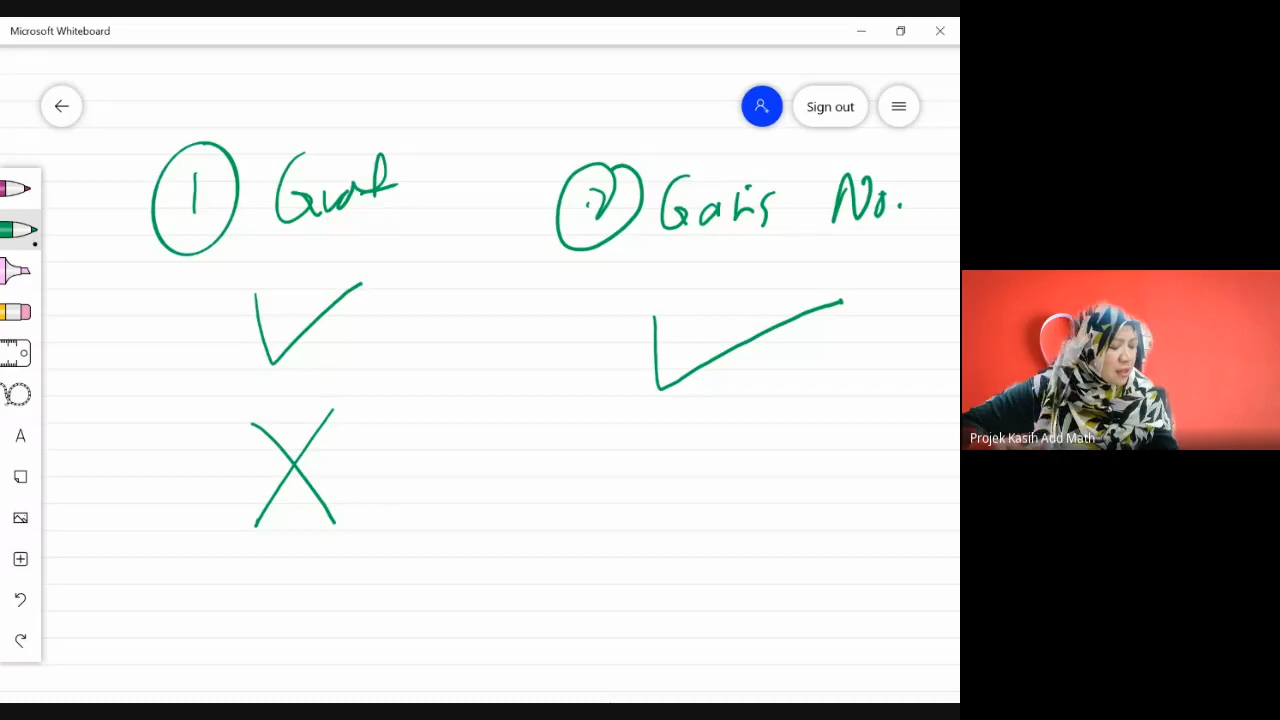 Microsoft Whiteboard
Sign out
1 Graf
2 Garis No.
A
Projek Kasih Add Math